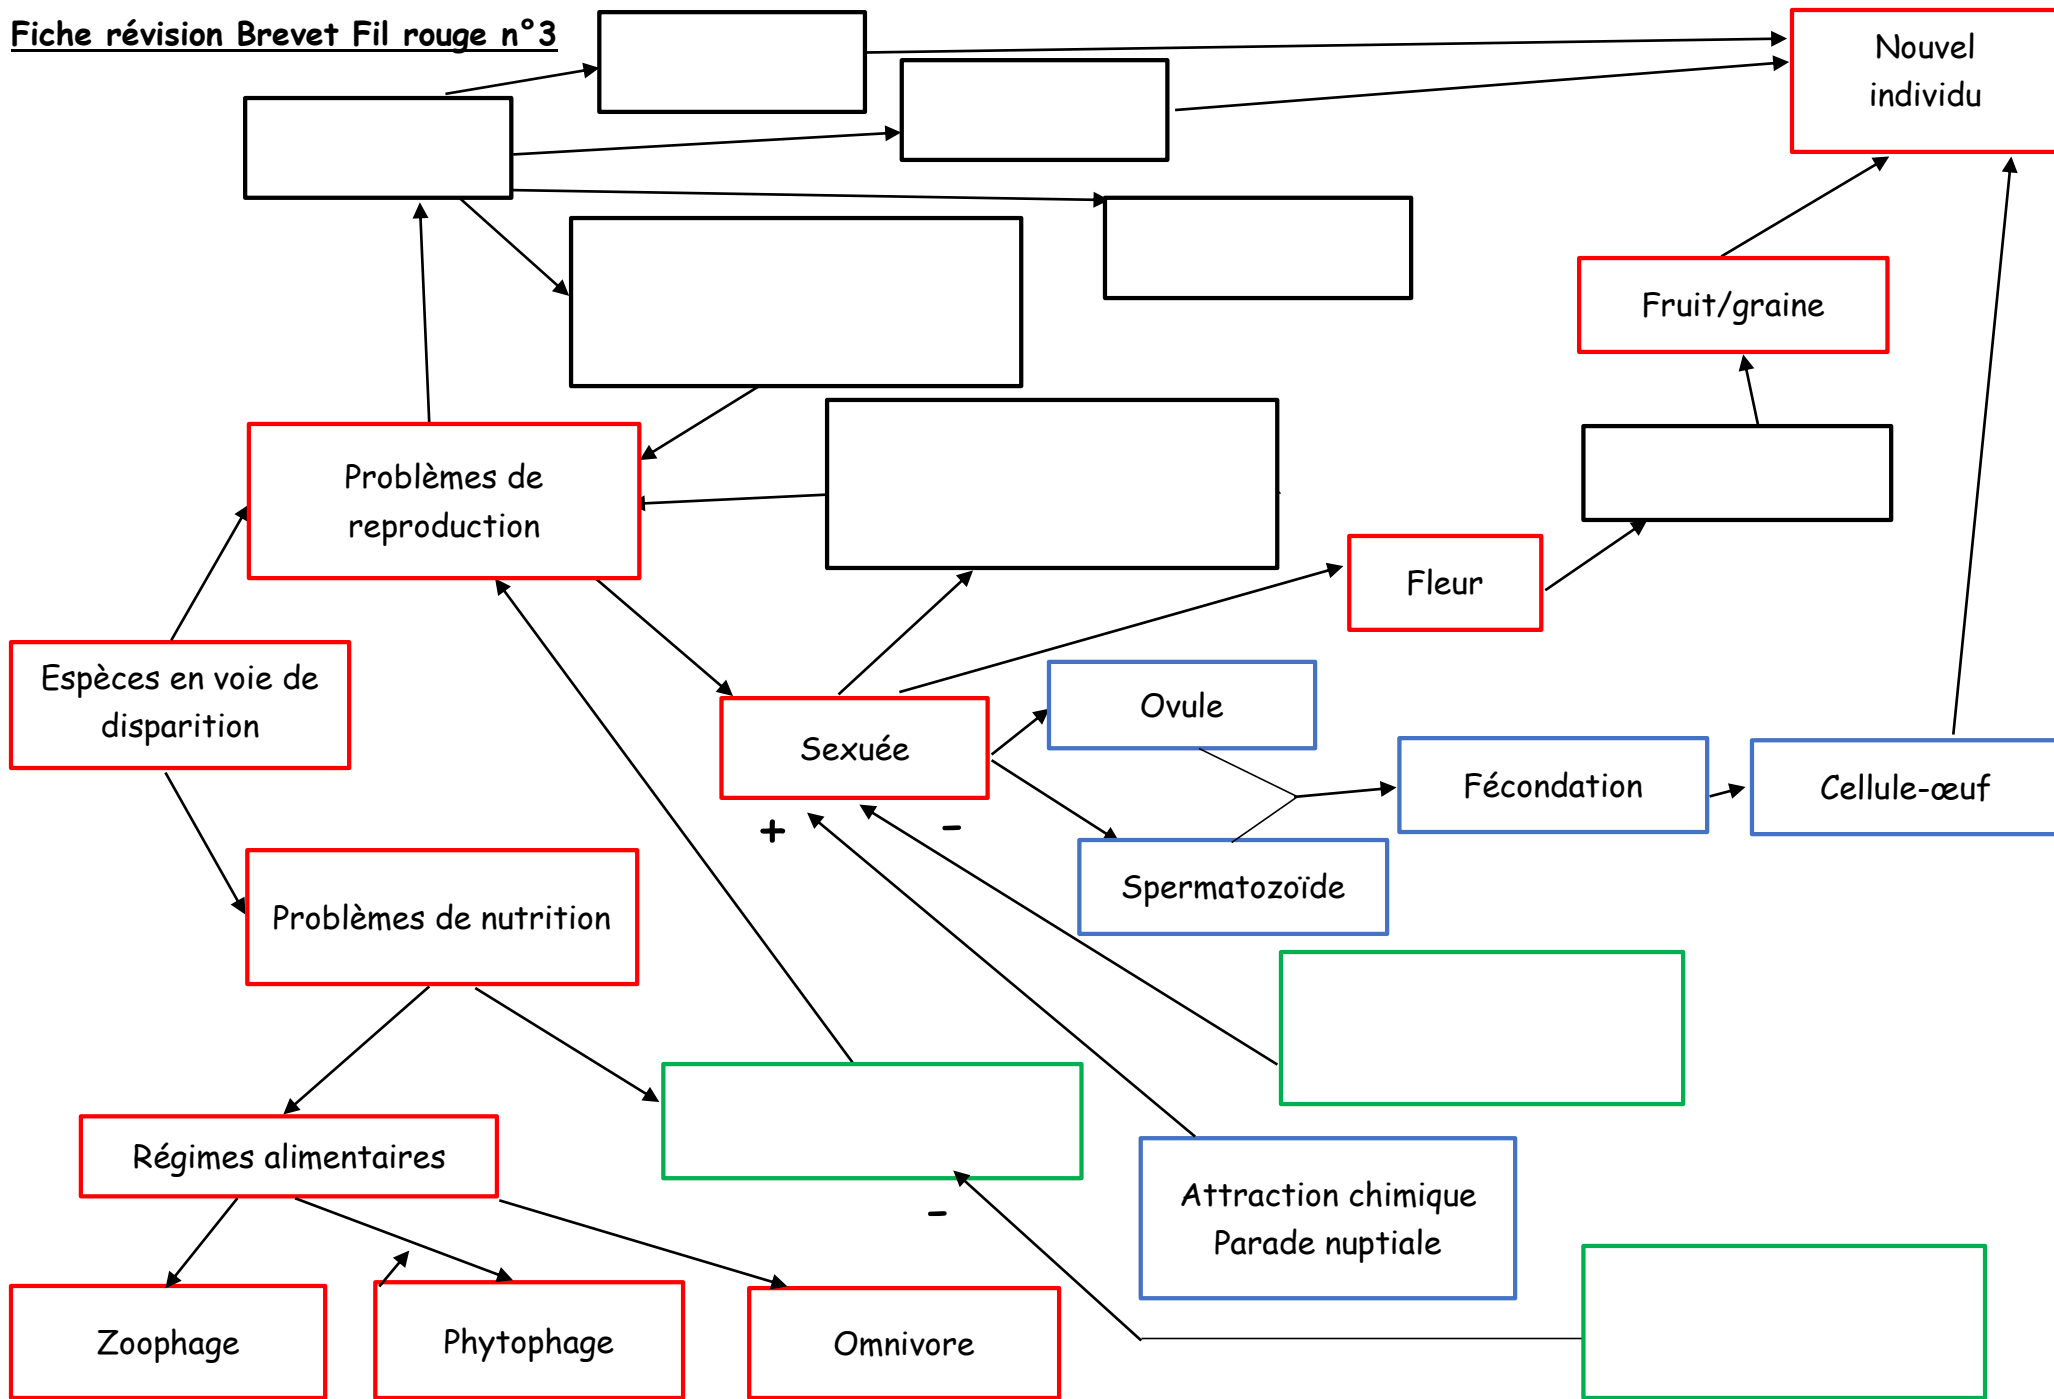 Fiche révision Brevet Fil rouge n°3
Nouvel
individu
Fruit/graine
Problèmes de
reproduction
Fleur
Espèces en voie de
disparition
Ovule
Sexuée
Fécondation
Cellule-œuf
+
-
Spermatozoïde
Problèmes de nutrition
Régimes alimentaires
Attraction chimique
Parade nuptiale
-
Zoophage
Phytophage
Omnivore